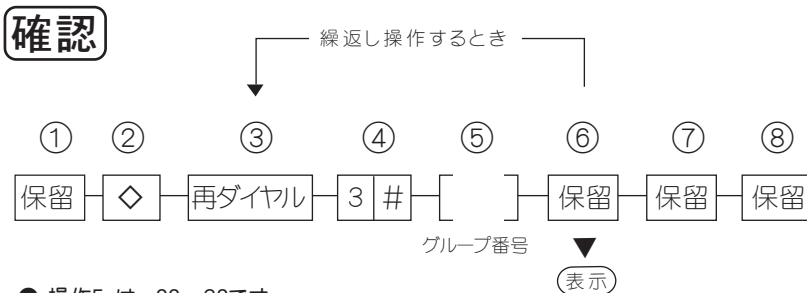 確認
繰返し操作するとき
① ② ③ ④ ⑤ ⑥ ⑦ ⑧
保留 ◇ 再ダイヤル 3 # 保留 保留 保留
グループ番号
表示